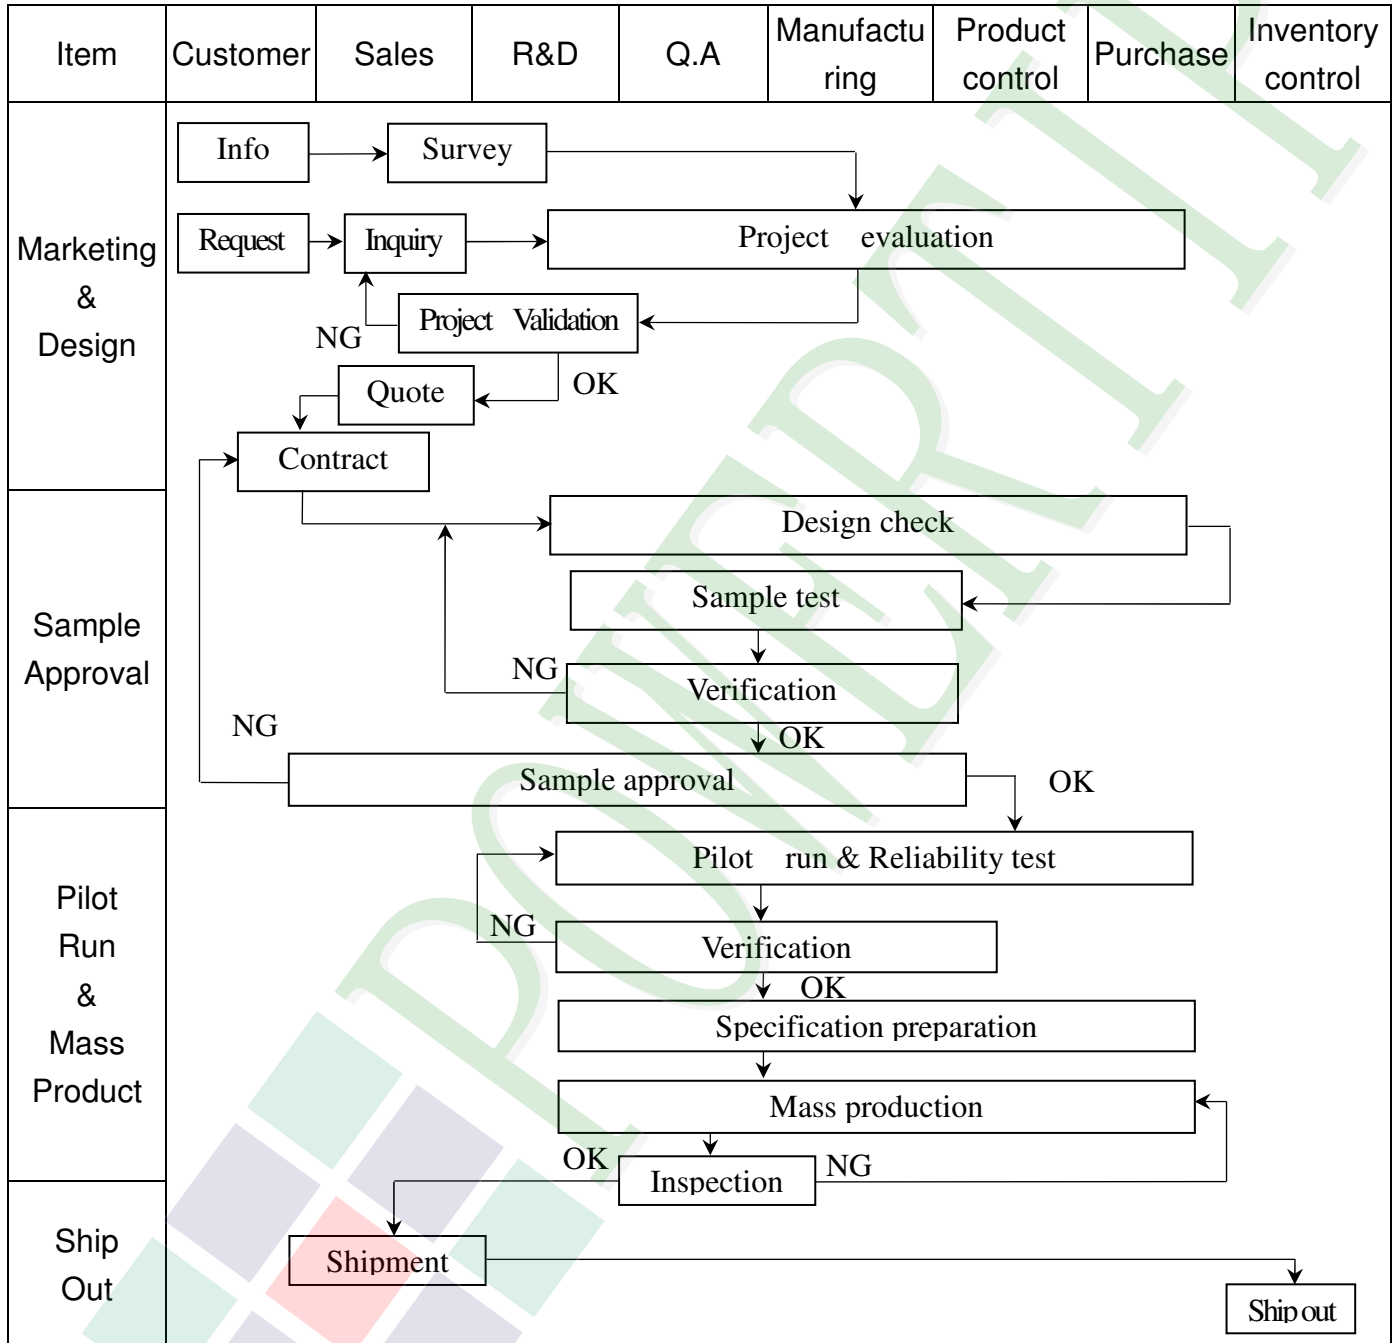 Item
Customer
Sales
R&D
Q.A
Manufactu
ring
Product
control
Purchase
Inventory
control
Marketing
&
Design
Info
Survey
Request
Inquiry
Project evaluation
NG
Project Validation
OK
Quote
Contract
Sample
Approval
Design check
Sample test
NG
Verification
NG
OK
Sample approval
OK
Pilot
Run
&
Mass
Product
Pilot run & Reliability test
NG
Verification
OK
Specification preparation
Mass production
OK
Inspection
NG
Ship
Out
Shipment
Ship out
POWERTIP